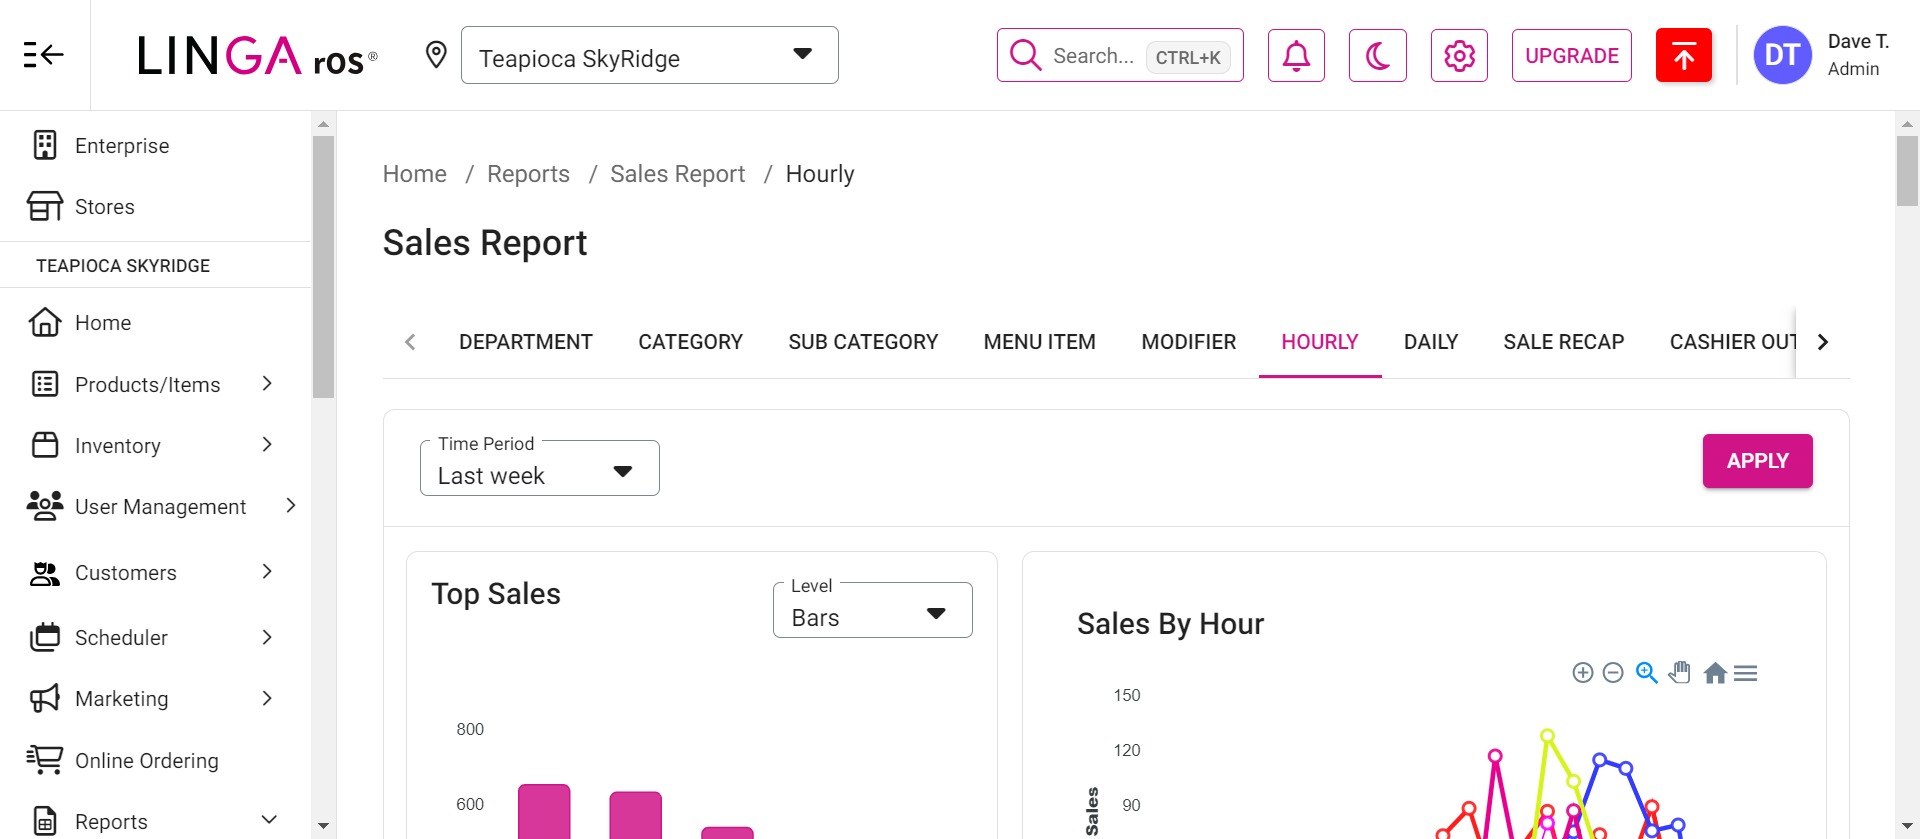 LINGA ros®
Teapioca SkyRidge
Search... CTRL+K
UPGRADE
DT
Dave T.
Admin
Enterprise
Stores
TEAPIOCA SKYRIDGE
Home
Products/Items
Inventory
User Management
Customers
Scheduler
Marketing
Online Ordering
Reports
Home / Reports / Sales Report / Hourly
Sales Report
DEPARTMENT CATEGORY SUB CATEGORY MENU ITEM MODIFIER HOURLY DAILY SALE RECAP CASHIER OUT
Time Period
Last week
APPLY
Top Sales
Level
Bars
800
600
Sales By Hour
150
120
90
Sales